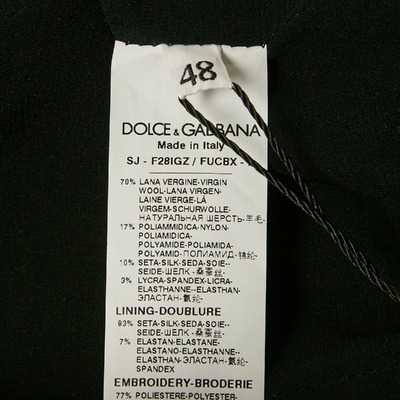 48
DOLCE & GABBANA
Made in Italy
SJ - F28IGZ / FUCBX -
70% LANA VERGINE-VIRGIN
WOOL-LANA VIRGEN-
LAINE VIERGE-LÃ
VIRGEM-SCHURWOLLE-
НАТУРАЛЬНАЯ ШЕРСТЬ-羊毛-
17% POLIAMMIDICA-NYLON-
POLIAMIDICA-
POLYAMIDE-POLIAMIDA-
POLYAMID-ПОЛИАМИД-锦纶-
10% SETA-SILK-SEDA-SOIE--
SEIDE-ШЕЛК -桑蚕丝-
3% LYCRA-SPANDEX-LICRA-
ELASTHANNE--ELASTHAN-
ЭЛАСТАН-氨纶-
LINING-DOUBLURE
93% SETA-SILK-SEDA-SOIE--
SEIDE-ШЕЛК -桑蚕丝-
7% ELASTAN-ELASTANE-
ELASTANO-ELASTHANNE--
ELASTHAN-ЭЛАСТАН-氨纶-
SPANDEX
EMBROIDERY-BRODERIE
77% POLIESTERE-POLYESTER-